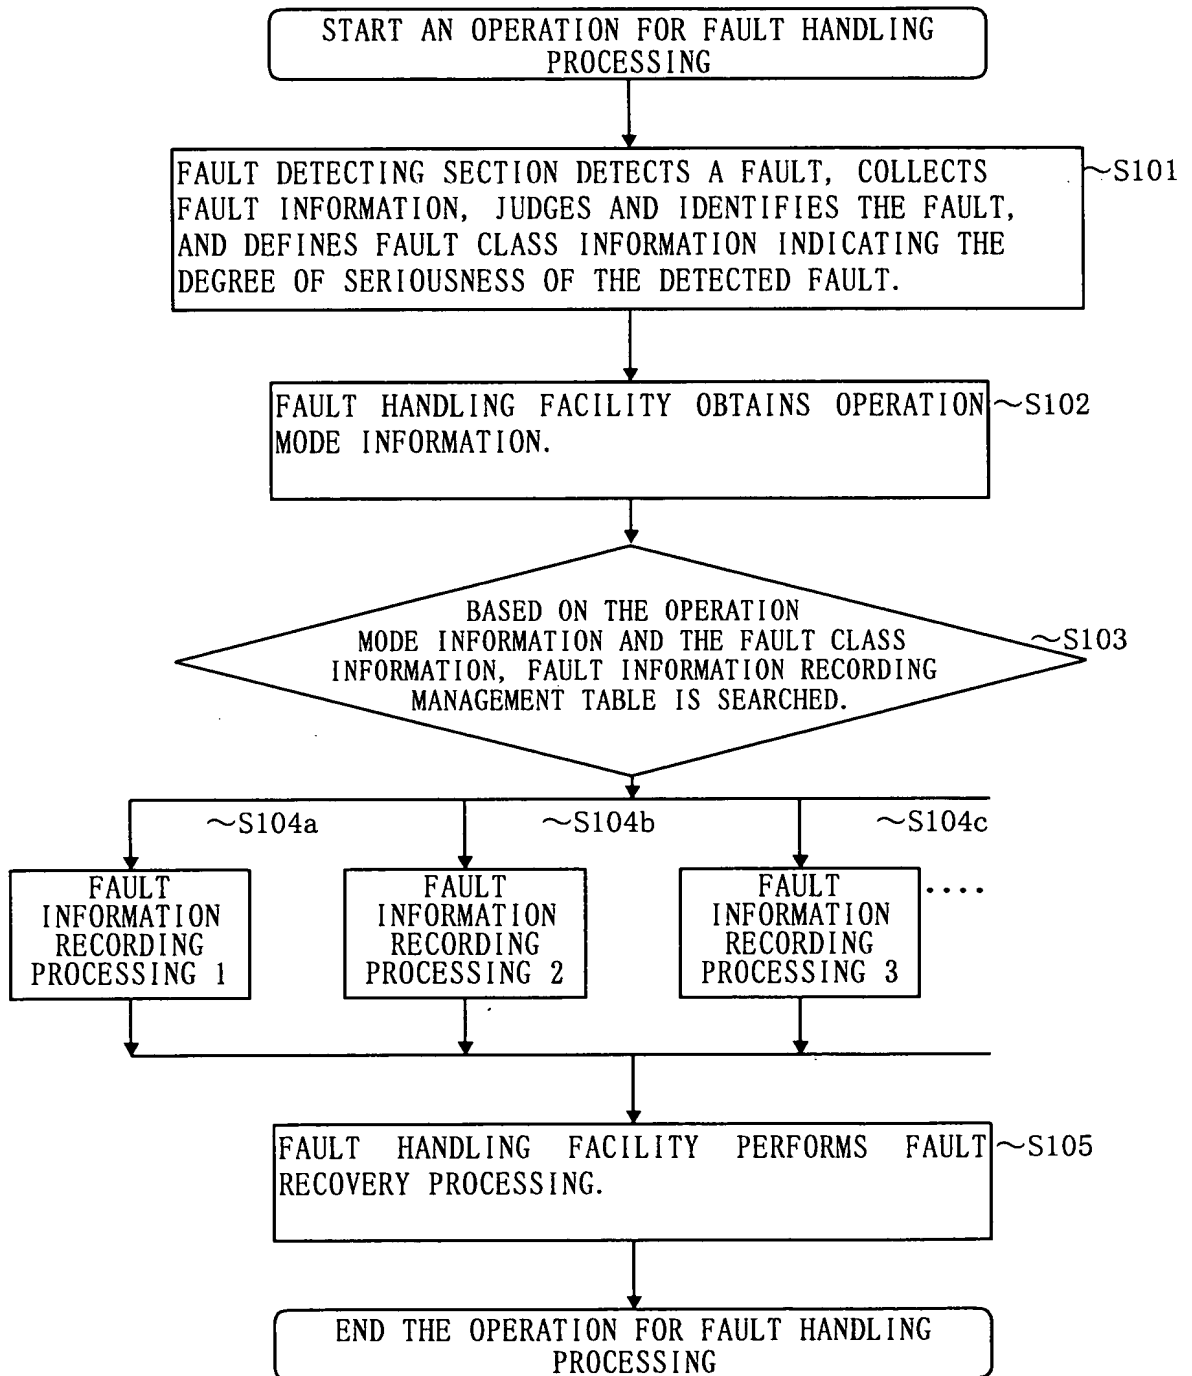 START AN OPERATION FOR FAULT HANDLING
PROCESSING
FAULT DETECTING SECTION DETECTS A FAULT, COLLECTS
FAULT INFORMATION, JUDGES AND IDENTIFIES THE FAULT,
AND DEFINES FAULT CLASS INFORMATION INDICATING THE
DEGREE OF SERIOUSNESS OF THE DETECTED FAULT.
~S101
FAULT HANDLING FACILITY OBTAINS OPERATION
MODE INFORMATION.
~S102
BASED ON THE OPERATION
MODE INFORMATION AND THE FAULT CLASS
INFORMATION, FAULT INFORMATION RECORDING
MANAGEMENT TABLE IS SEARCHED.
~S103
~S104a
FAULT
INFORMATION
RECORDING
PROCESSING 1
~S104b
FAULT
INFORMATION
RECORDING
PROCESSING 2
~S104c
FAULT
INFORMATION
RECORDING
PROCESSING 3
....
FAULT HANDLING FACILITY PERFORMS FAULT
RECOVERY PROCESSING.
~S105
END THE OPERATION FOR FAULT HANDLING
PROCESSING